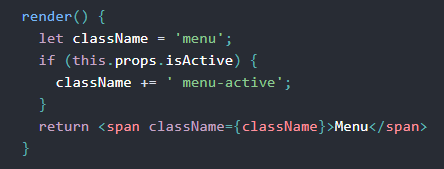 render() {
  let className = 'menu';
  if (this.props.isActive) {
    className += ' menu-active';
  }
  return <span className={className}>Menu</span>
}